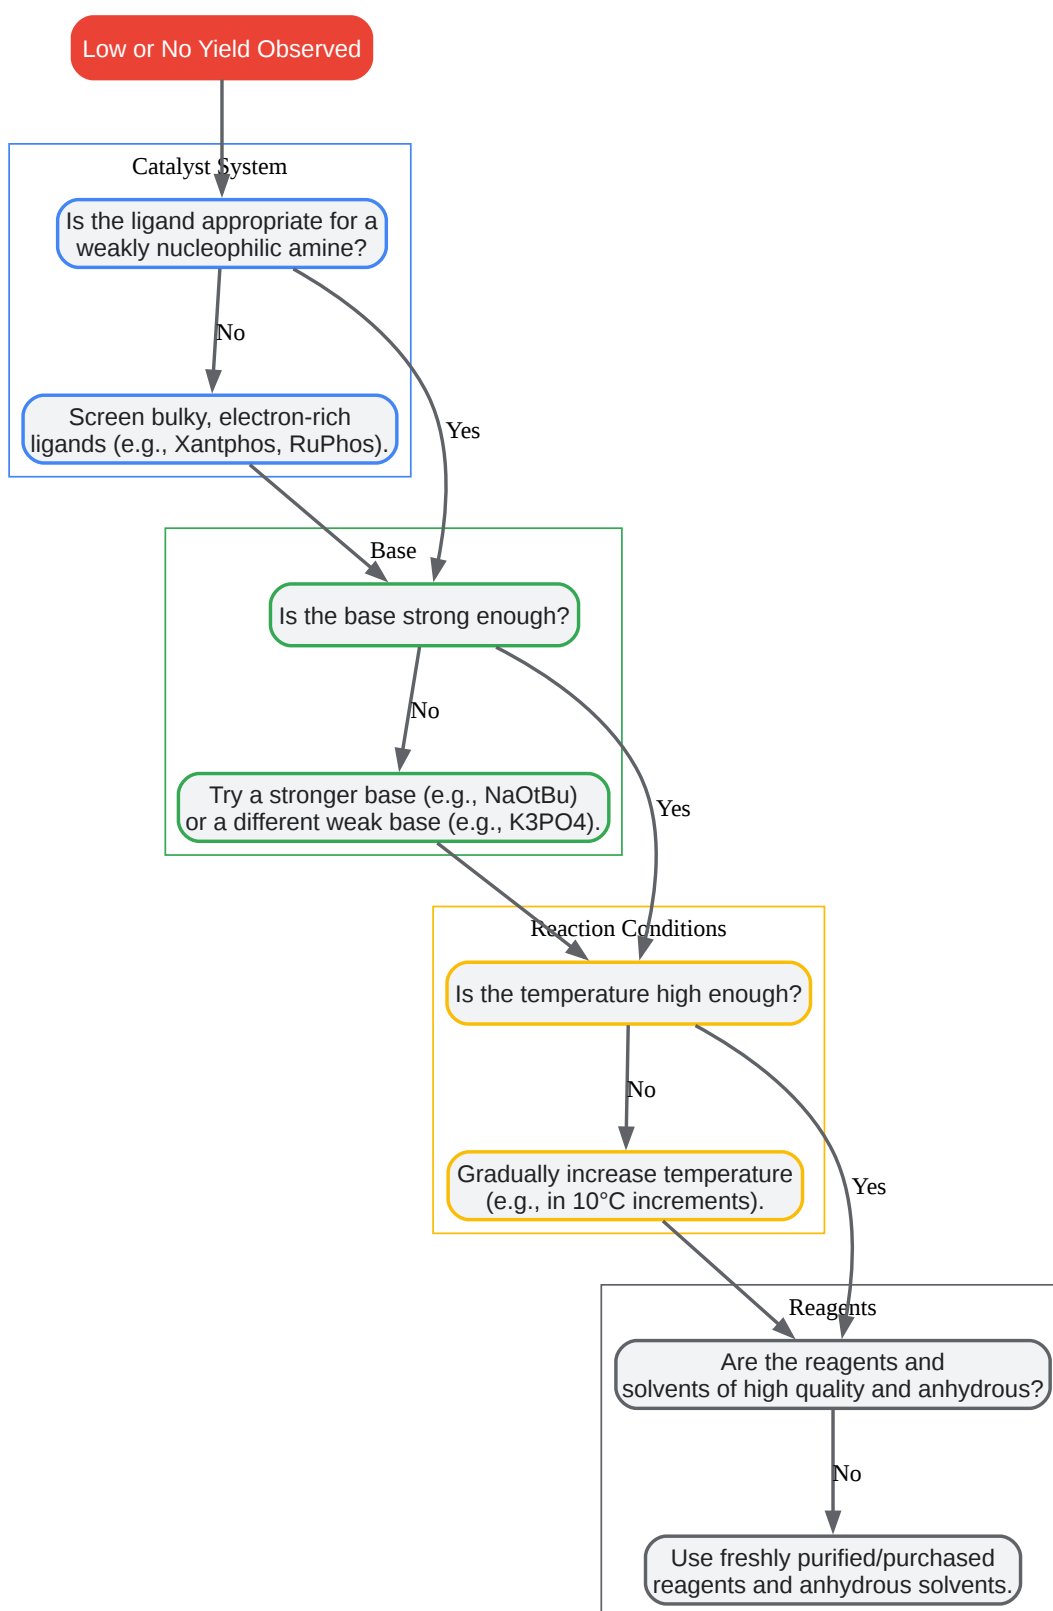 Low or No Yield Observed
Catalyst System
Is the ligand appropriate for a
weakly nucleophilic amine?
No
Yes
Screen bulky, electron-rich
ligands (e.g., Xantphos, RuPhos).
Base
Is the base strong enough?
No
Yes
Try a stronger base (e.g., NaOtBu)
or a different weak base (e.g., K3PO4).
Reaction Conditions
Is the temperature high enough?
No
Yes
Gradually increase temperature
(e.g., in 10°C increments).
Reagents
Are the reagents and
solvents of high quality and anhydrous?
No
Use freshly purified/purchased
reagents and anhydrous solvents.